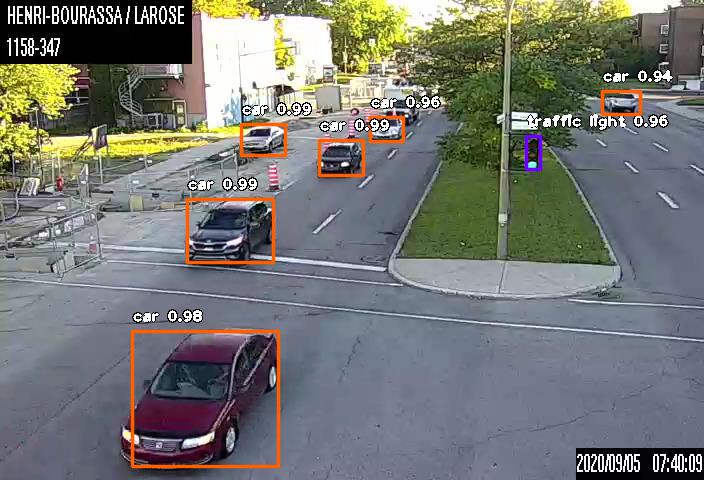 HENRI-BOURASSA / LAROSE
1158-347
car 0.94
car 0.99
car 0.96
traffic light 0.96
car 0.99
car 0.99
car 0.98
2020/09/05 07:40:09